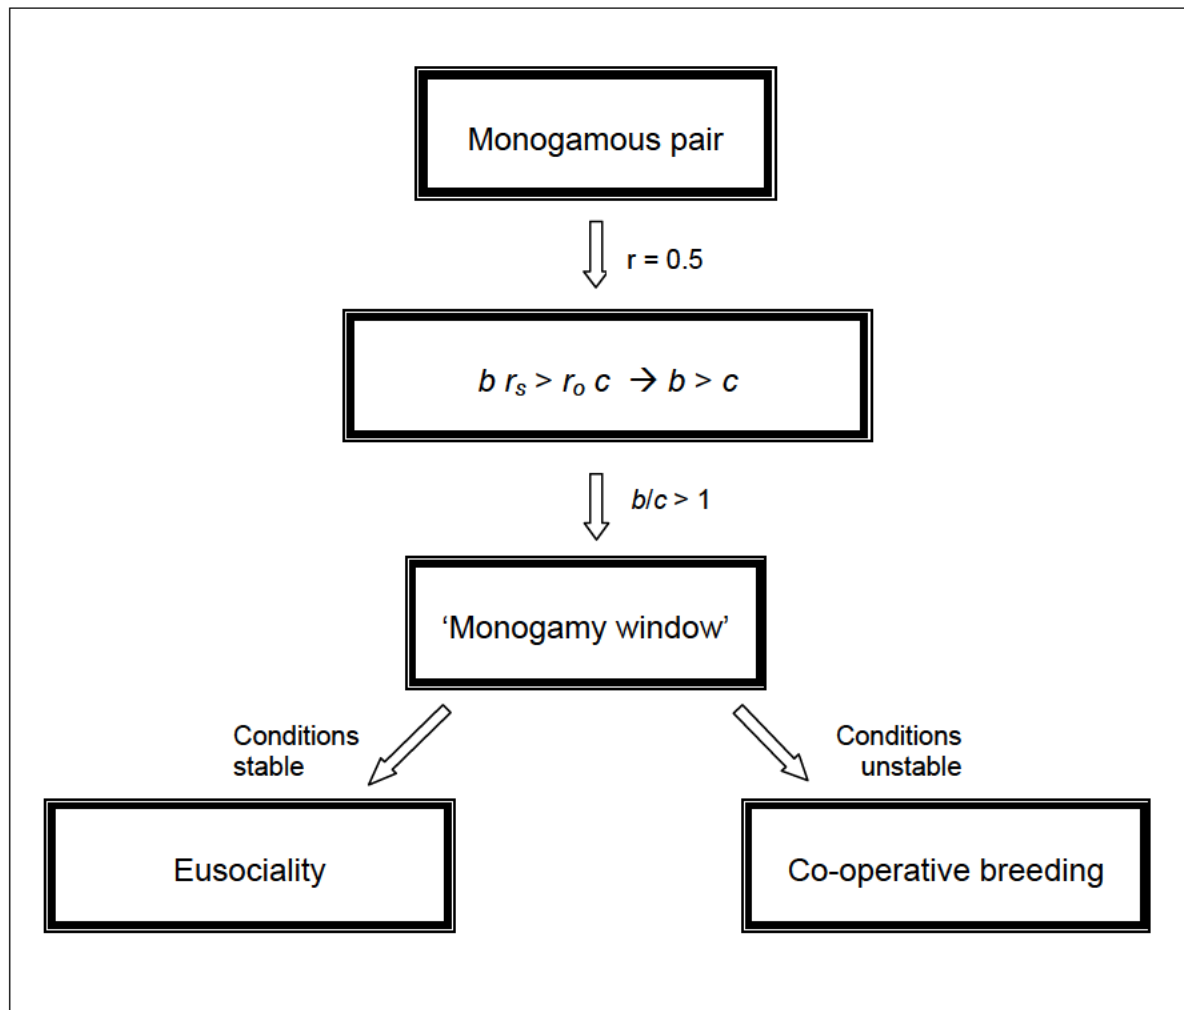 Monogamous pair
r = 0.5
b rₛ > rₒ c → b > c
b/c > 1
‘Monogamy window’
Conditions
stable
Conditions
unstable
Eusociality
Co-operative breeding